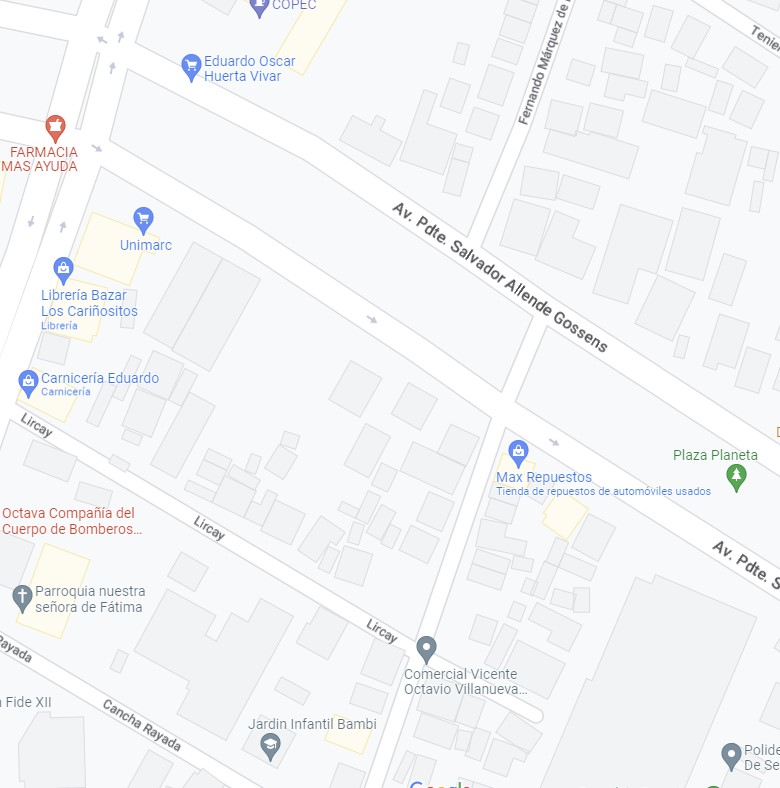 COPEC
Eduardo Oscar
Huerta Vivar
Fernando Márquez de
FARMACIA
MAS AYUDA
Av. Pdte. Salvador Allende Gossens
Unimarc
Librería Bazar
Los Cariñositos
Librería
Carnicería Eduardo
Carnicería
Lircay
Plaza Planeta
Max Repuestos
Tienda de repuestos de automóviles usados
Octava Compañía del
Cuerpo de Bomberos...
Lircay
Av. Pdte. S
Parroquia nuestra
señora de Fátima
Lircay
Rayada
Comercial Vicente
Octavio Villanueva...
Fide XII
Cancha Rayada
Jardin Infantil Bambi
Polide
De Se
Google